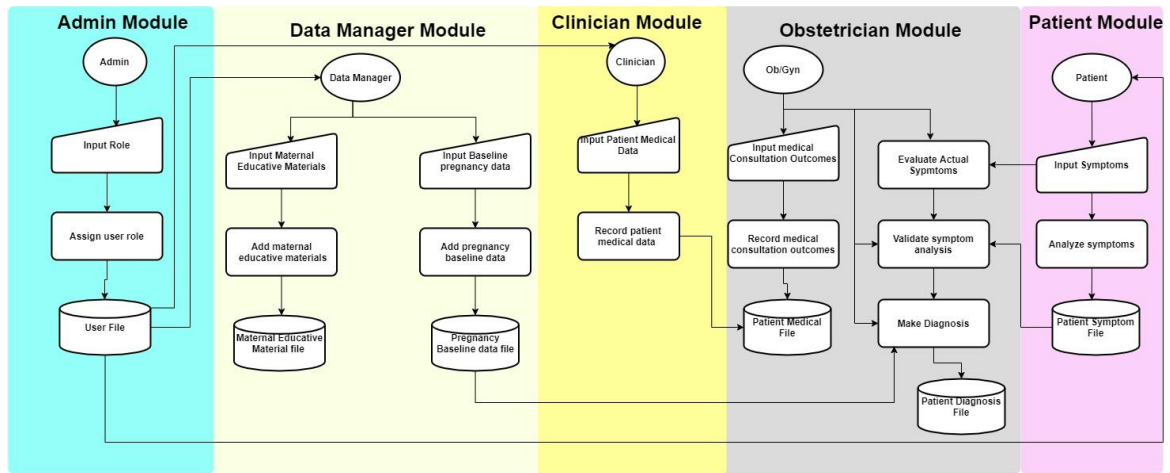 Admin Module
Data Manager Module
Clinician Module
Obstetrician Module
Patient Module
Admin
Input Role
Assign user role
User File
Data Manager
Input Maternal
Educative Materials
Add maternal
educative materials
Maternal Educative
Material file
Input Baseline
pregnancy data
Add pregnancy
baseline data
Pregnancy
Baseline data file
Clinician
Input Patient Medical
Data
Record patient
medical data
Ob/Gyn
Input medical
Consultation Outcomes
Record medical
consultation outcomes
Patient Medical
File
Evaluate Actual
Sypmtoms
Validate symptom
analysis
Make Diagnosis
Patient Diagnosis
File
Patient
Input Symptoms
Analyze symptoms
Patient Symptom
File